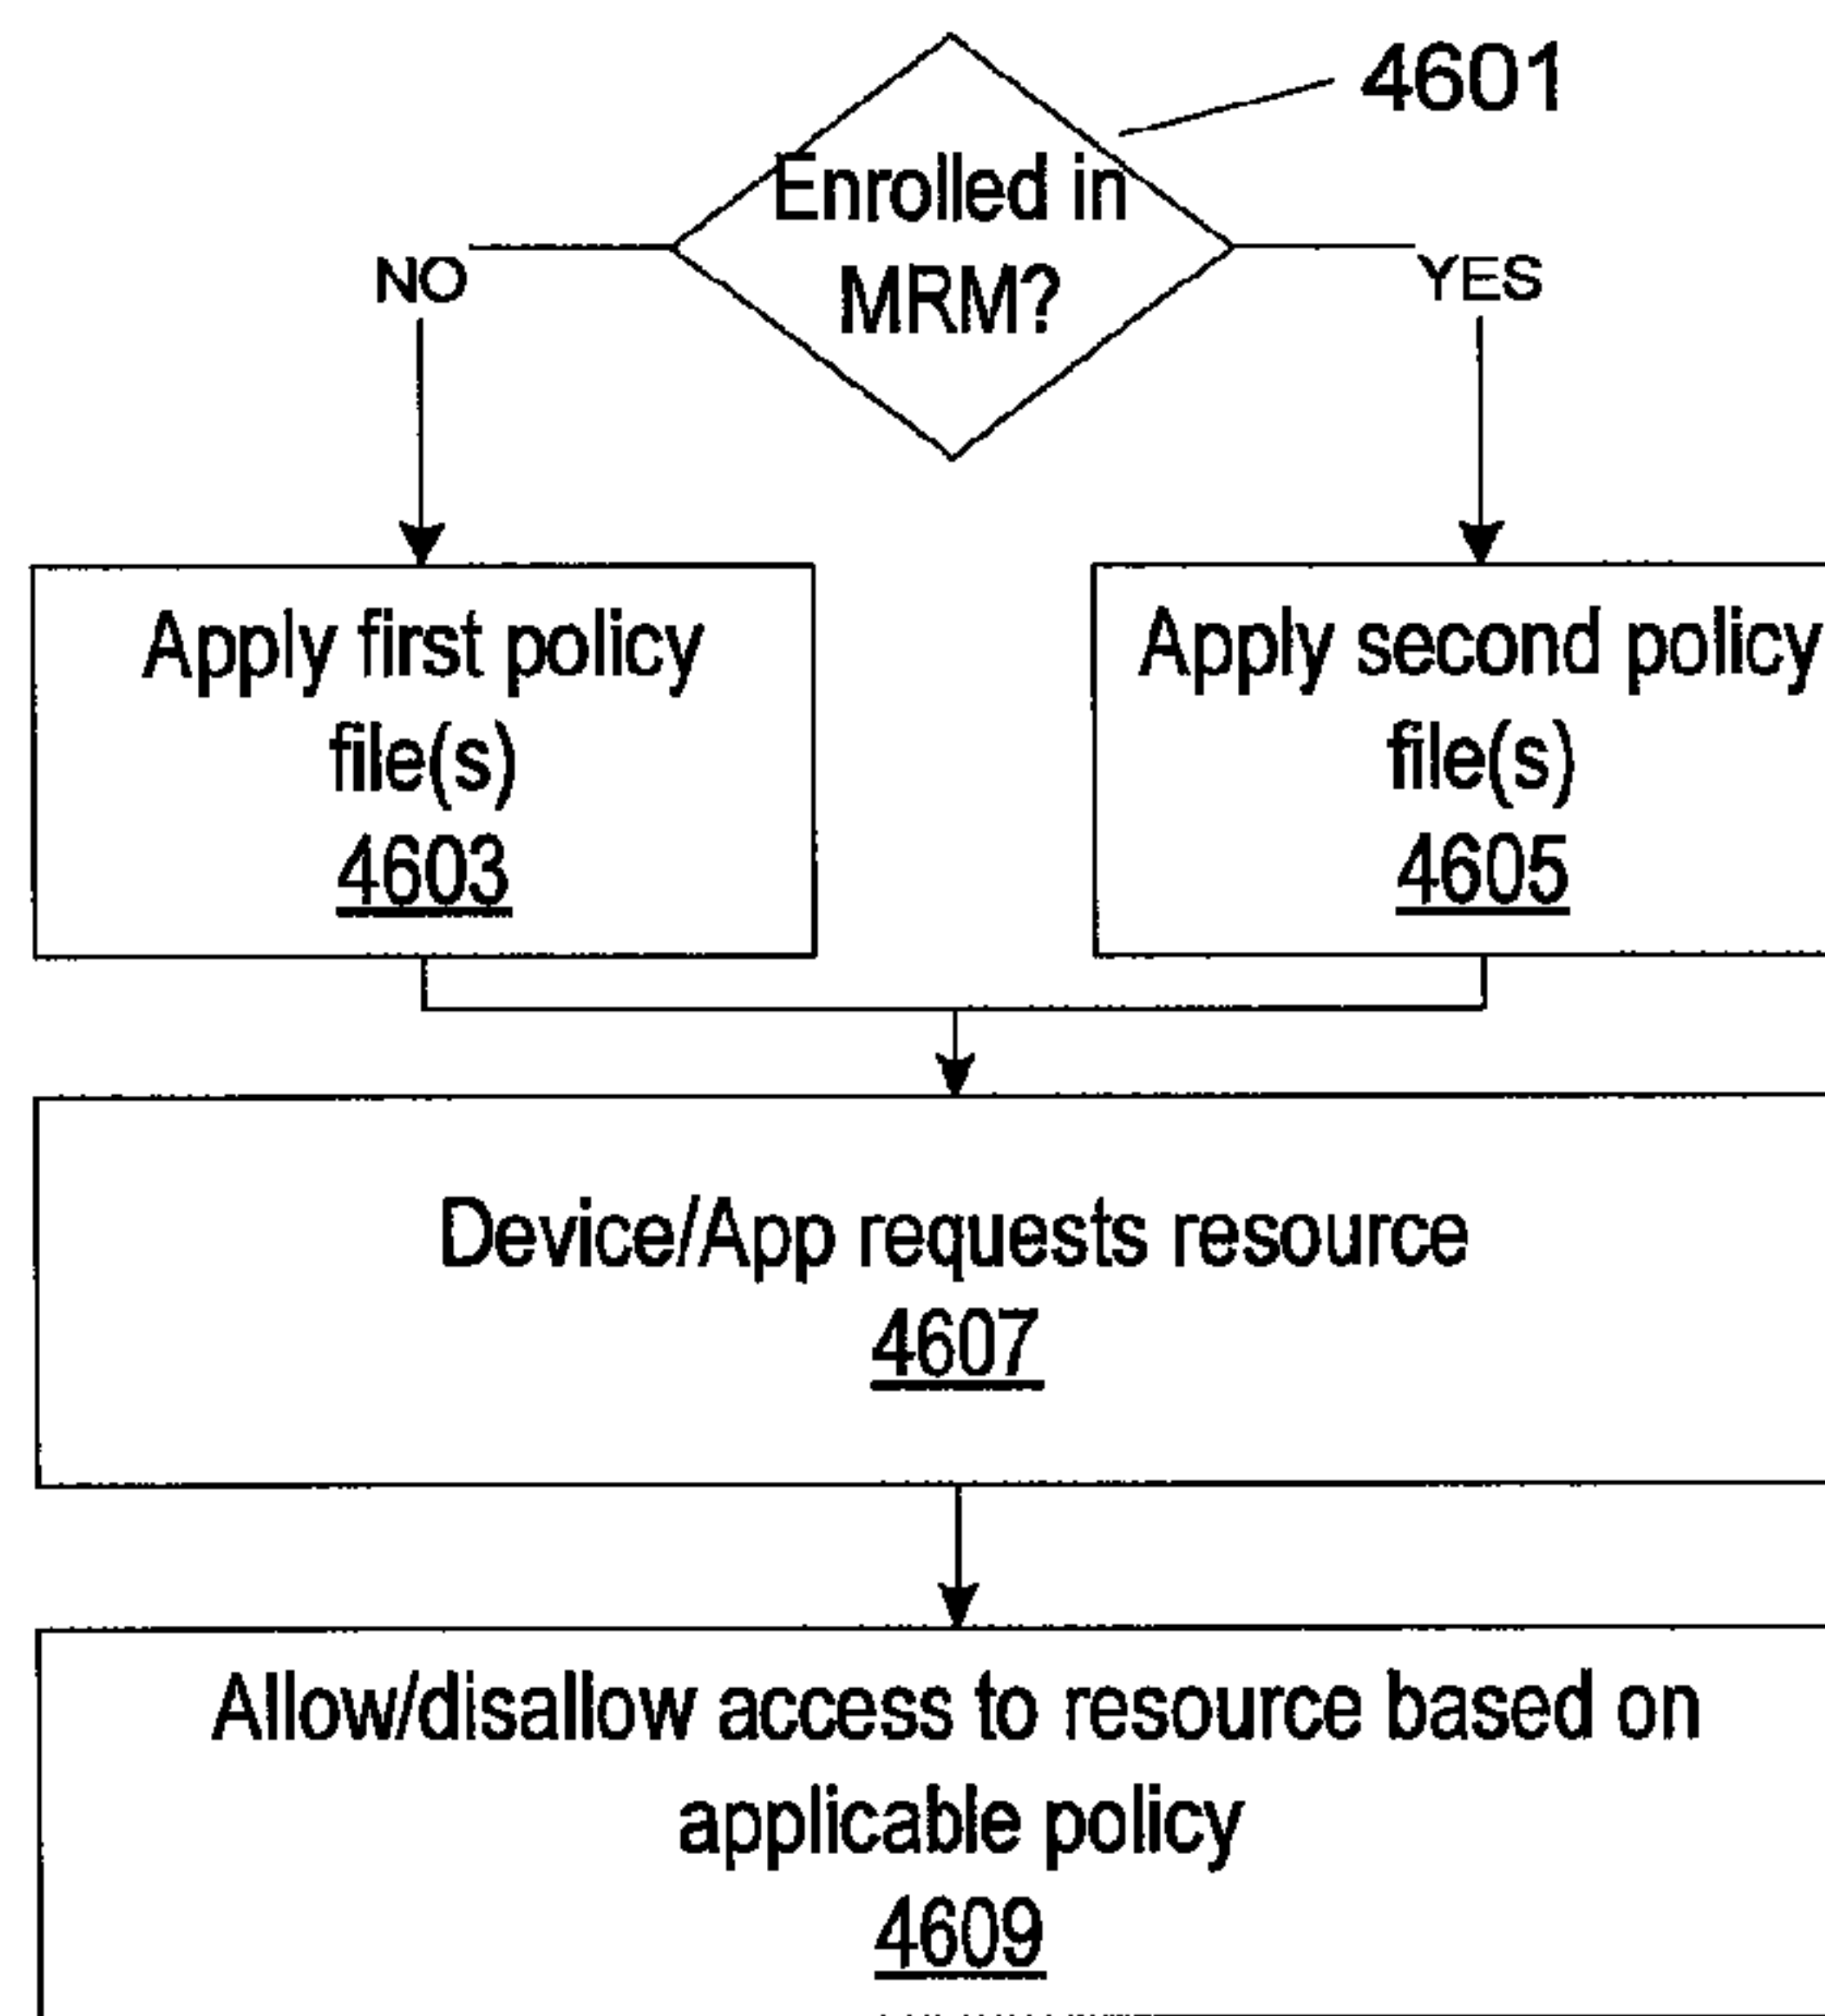 4601
Enrolled in
MRM?
NO
YES
Apply first policy
file(s)
4603
Apply second policy
file(s)
4605
Device/App requests resource
4607
Allow/disallow access to resource based on
applicable policy
4609